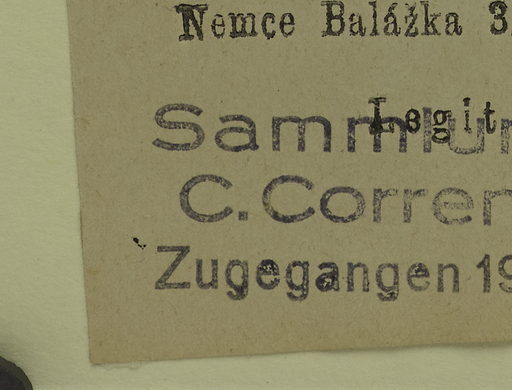 Nemce Balážka 3
Legit
Sammlun
C. Corren
Zugegangen 19